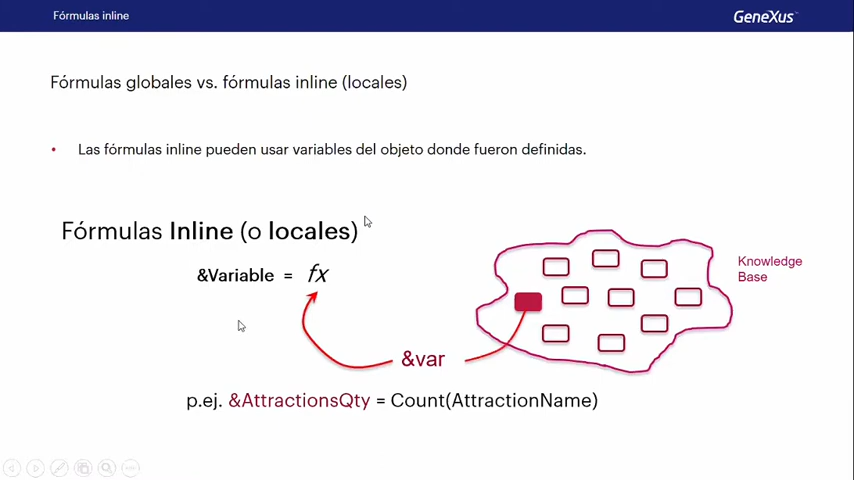 Fórmulas inline
GeneXus™
Fórmulas globales vs. fórmulas inline (locales)
• Las fórmulas inline pueden usar variables del objeto donde fueron definidas.
Fórmulas Inline (o locales)
&Variable = fx
Knowledge
Base
&var
p.ej. &AttractionsQty = Count(AttractionName)